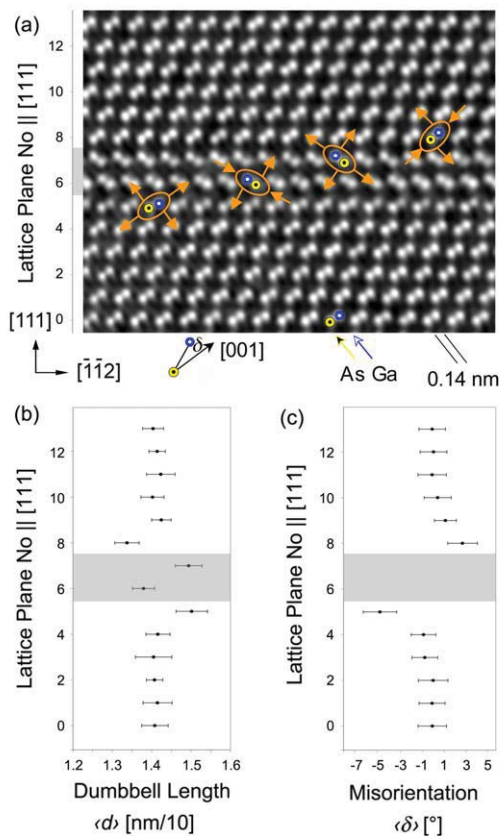 (a)
Lattice Plane No || [111]
12
10
8
6
4
2
0
[111]
[1̄1̄2]
δ
[001]
As Ga
0.14 nm
(b)
Lattice Plane No || [111]
12
10
8
6
4
2
0
1.2 1.3 1.4 1.5 1.6
Dumbbell Length
‹d› [nm/10]
(c)
Lattice Plane No || [111]
12
10
8
6
4
2
0
-7 -5 -3 -1 1 3 5
Misorientation
‹δ› [°]